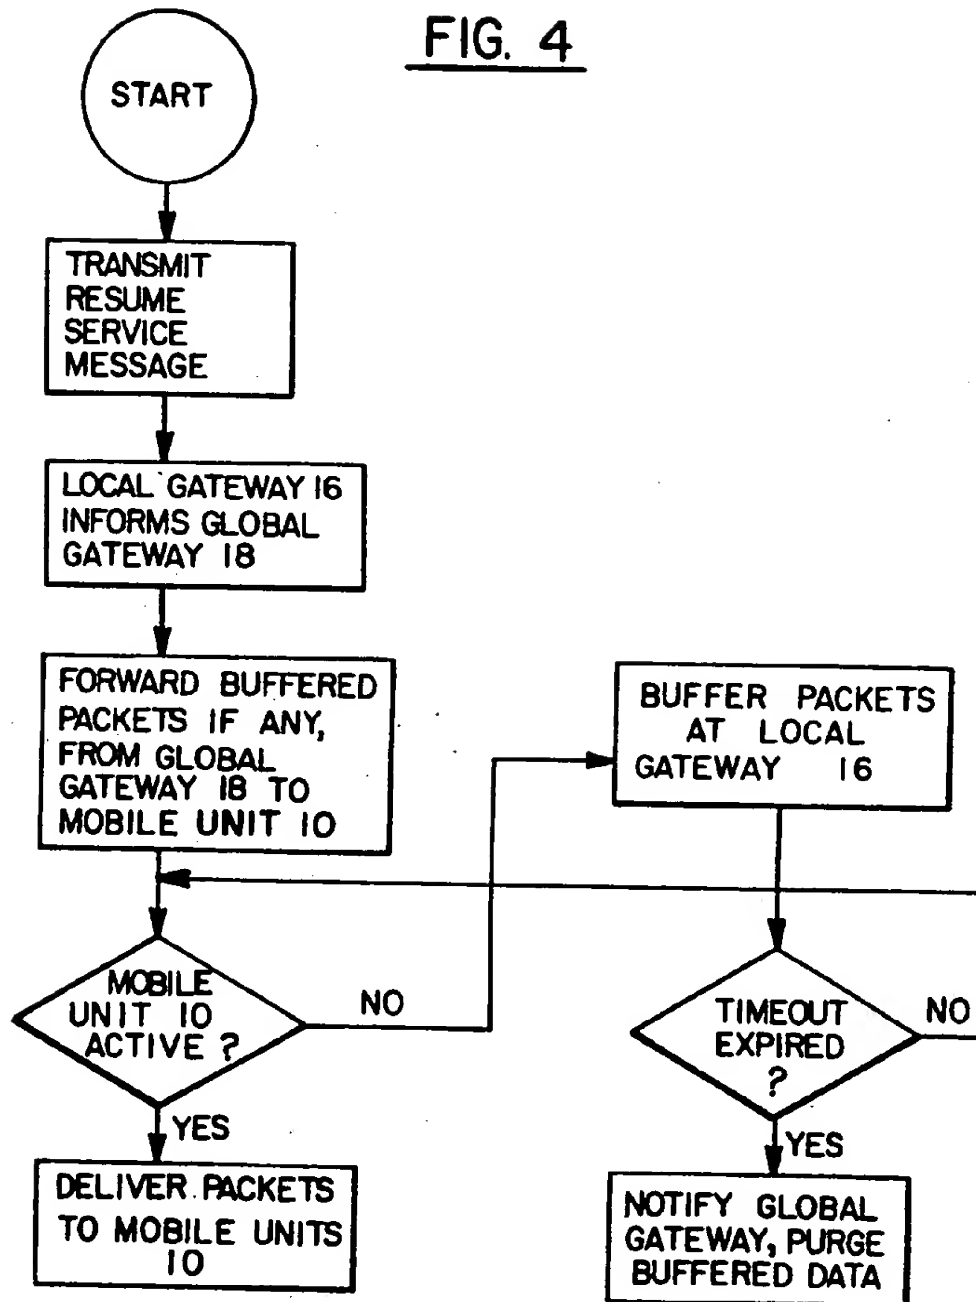 FIG. 4
START
TRANSMIT
RESUME
SERVICE
MESSAGE
LOCAL GATEWAY 16
INFORMS GLOBAL
GATEWAY 18
FORWARD BUFFERED
PACKETS IF ANY,
FROM GLOBAL
GATEWAY 18 TO
MOBILE UNIT 10
BUFFER PACKETS
AT LOCAL
GATEWAY 16
MOBILE
UNIT 10
ACTIVE ?
NO
YES
TIMEOUT
EXPIRED
?
NO
YES
DELIVER PACKETS
TO MOBILE UNITS
10
NOTIFY GLOBAL
GATEWAY, PURGE
BUFFERED DATA